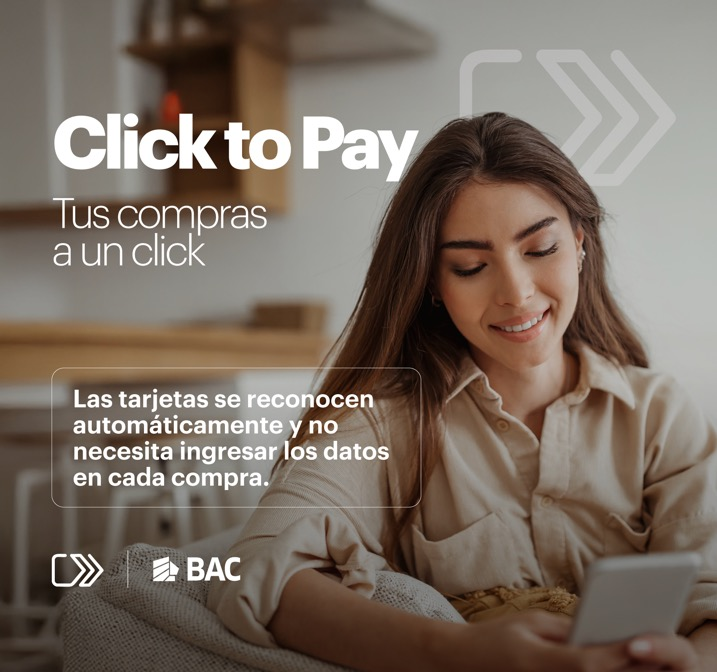 Click to Pay
Tus compras
a un click
Las tarjetas se reconocen
automáticamente y no
necesita ingresar los datos
en cada compra.
BAC